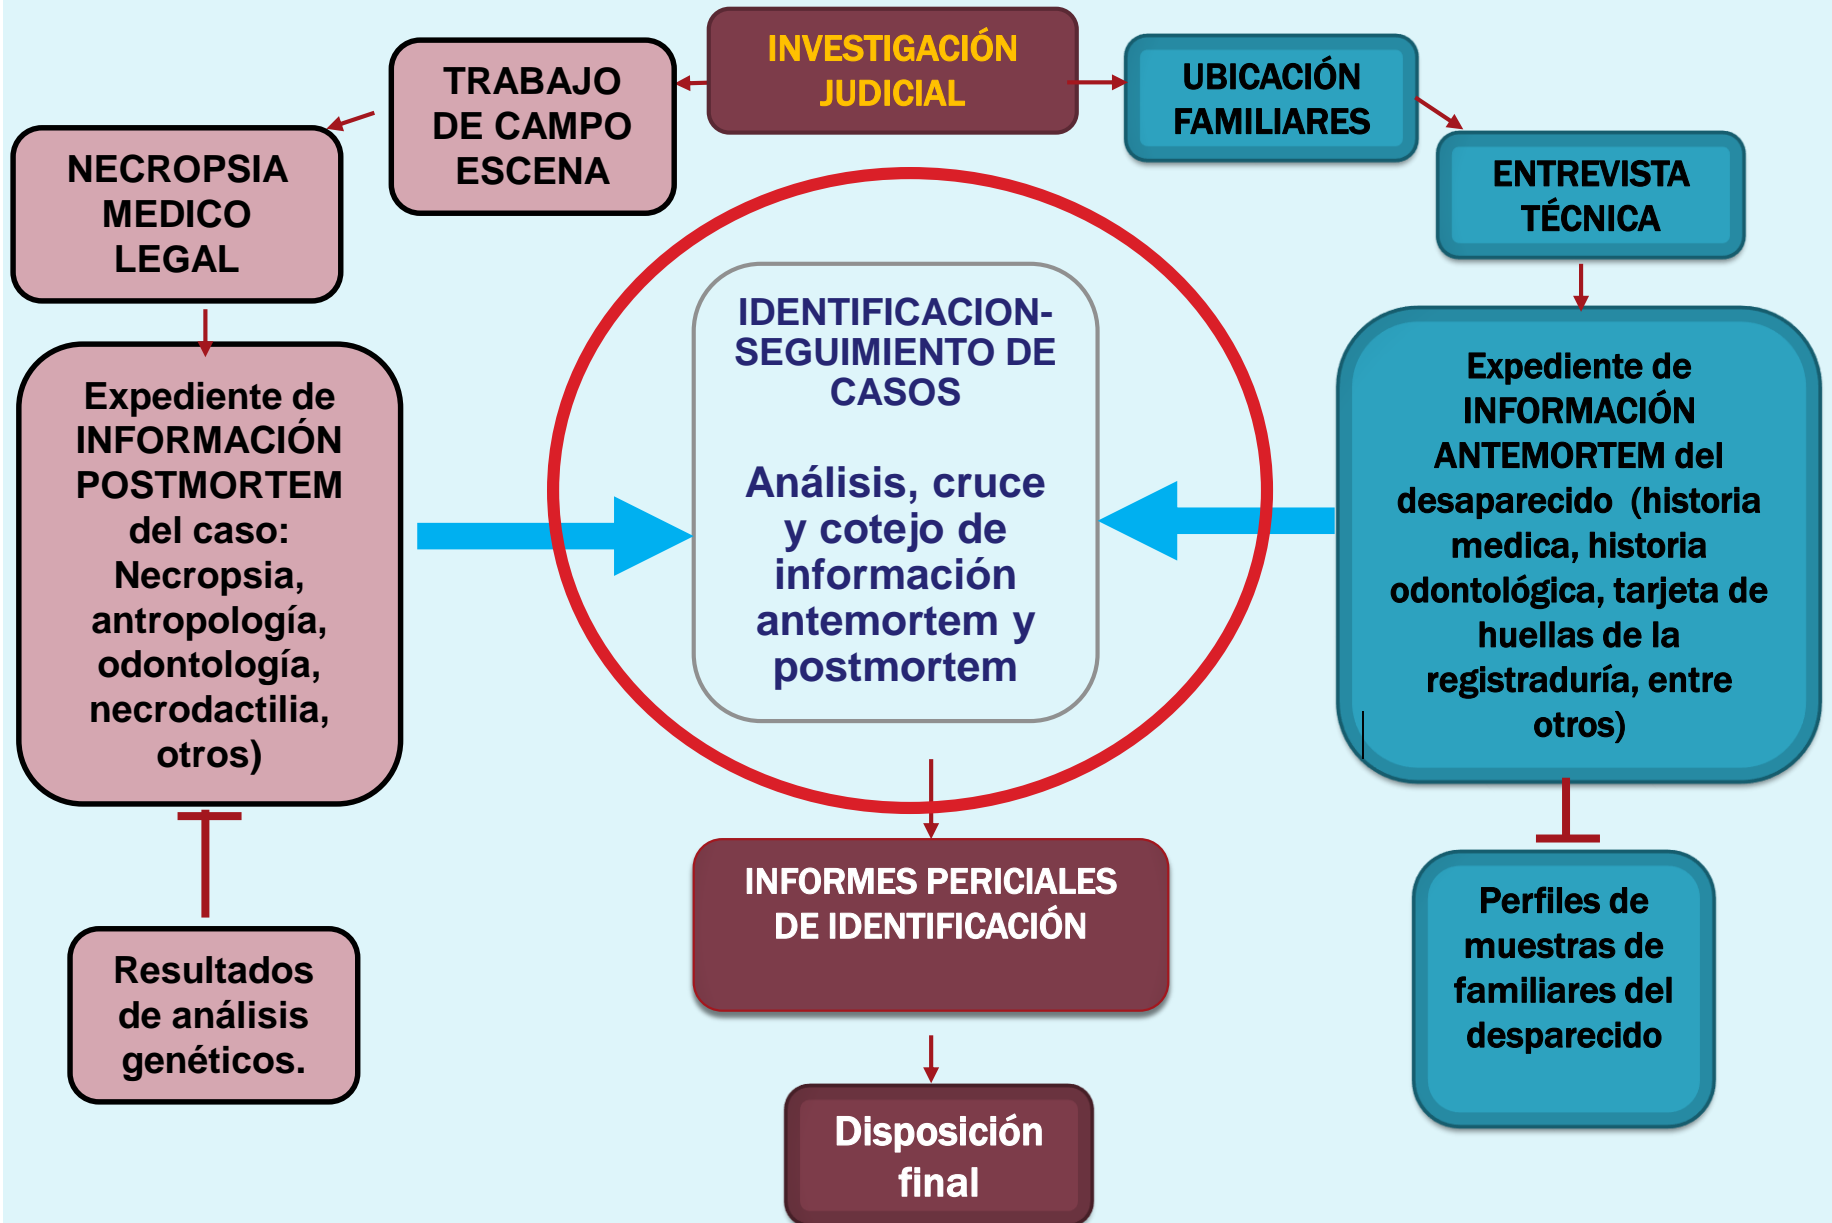 INVESTIGACIÓN
JUDICIAL
TRABAJO
DE CAMPO
ESCENA
NECROPSIA
MEDICO
LEGAL
Expediente de
INFORMACIÓN
POSTMORTEM
del caso:
Necropsia,
antropología,
odontología,
necrodactilia,
otros)
Resultados
de análisis
genéticos.
UBICACIÓN
FAMILIARES
ENTREVISTA
TÉCNICA
Expediente de
INFORMACIÓN
ANTEMORTEM del
desaparecido (historia
medica, historia
odontológica, tarjeta de
huellas de la
registraduría, entre
otros)
Perfiles de
muestras de
familiares del
desparecido
IDENTIFICACION-
SEGUIMIENTO DE
CASOS
Análisis, cruce
y cotejo de
información
antemortem y
postmortem
INFORMES PERICIALES
DE IDENTIFICACIÓN
Disposición
final